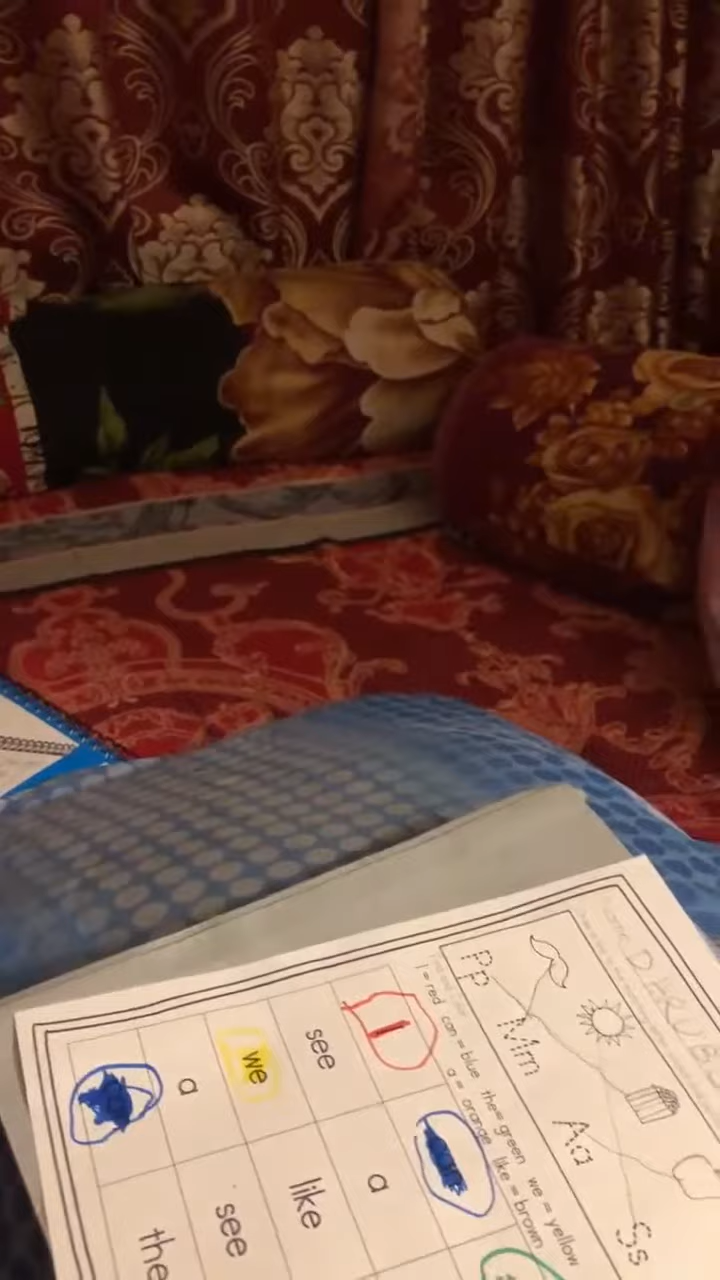 Pp Mm Aa Ss
I = red can = blue the = green we = yellow
a = orange like = brown
I
see a
we like
a see
the